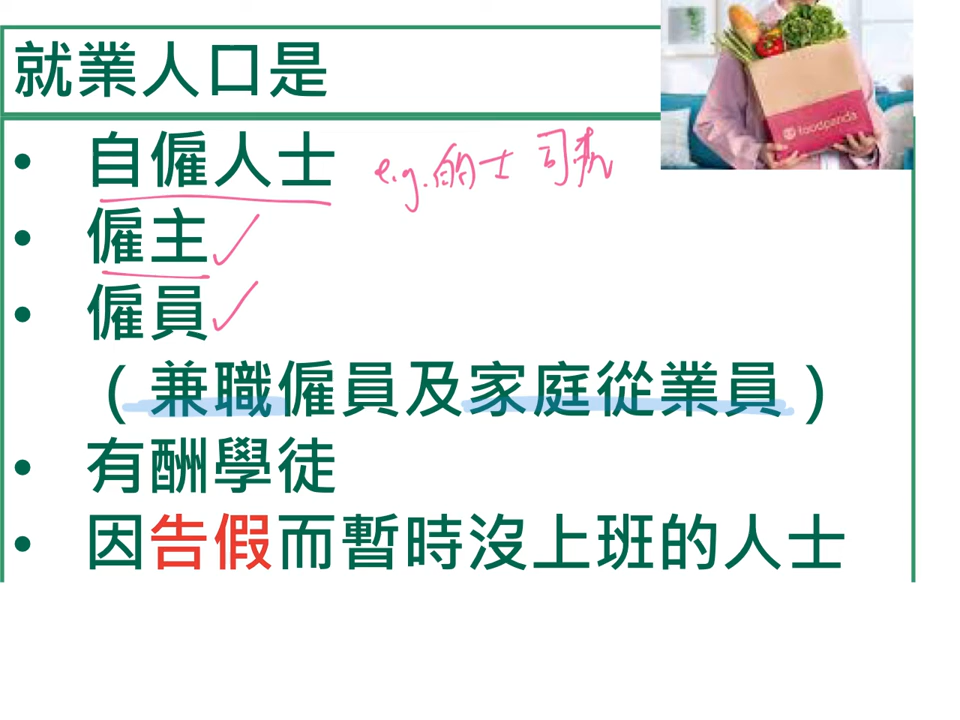 就業人口是
foodpanda
• 自僱人士 e.g.的士 司机
• 僱主✓
• 僱員✓
（兼職僱員及家庭從業員）
• 有酬學徒
• 因告假而暫時沒上班的人士